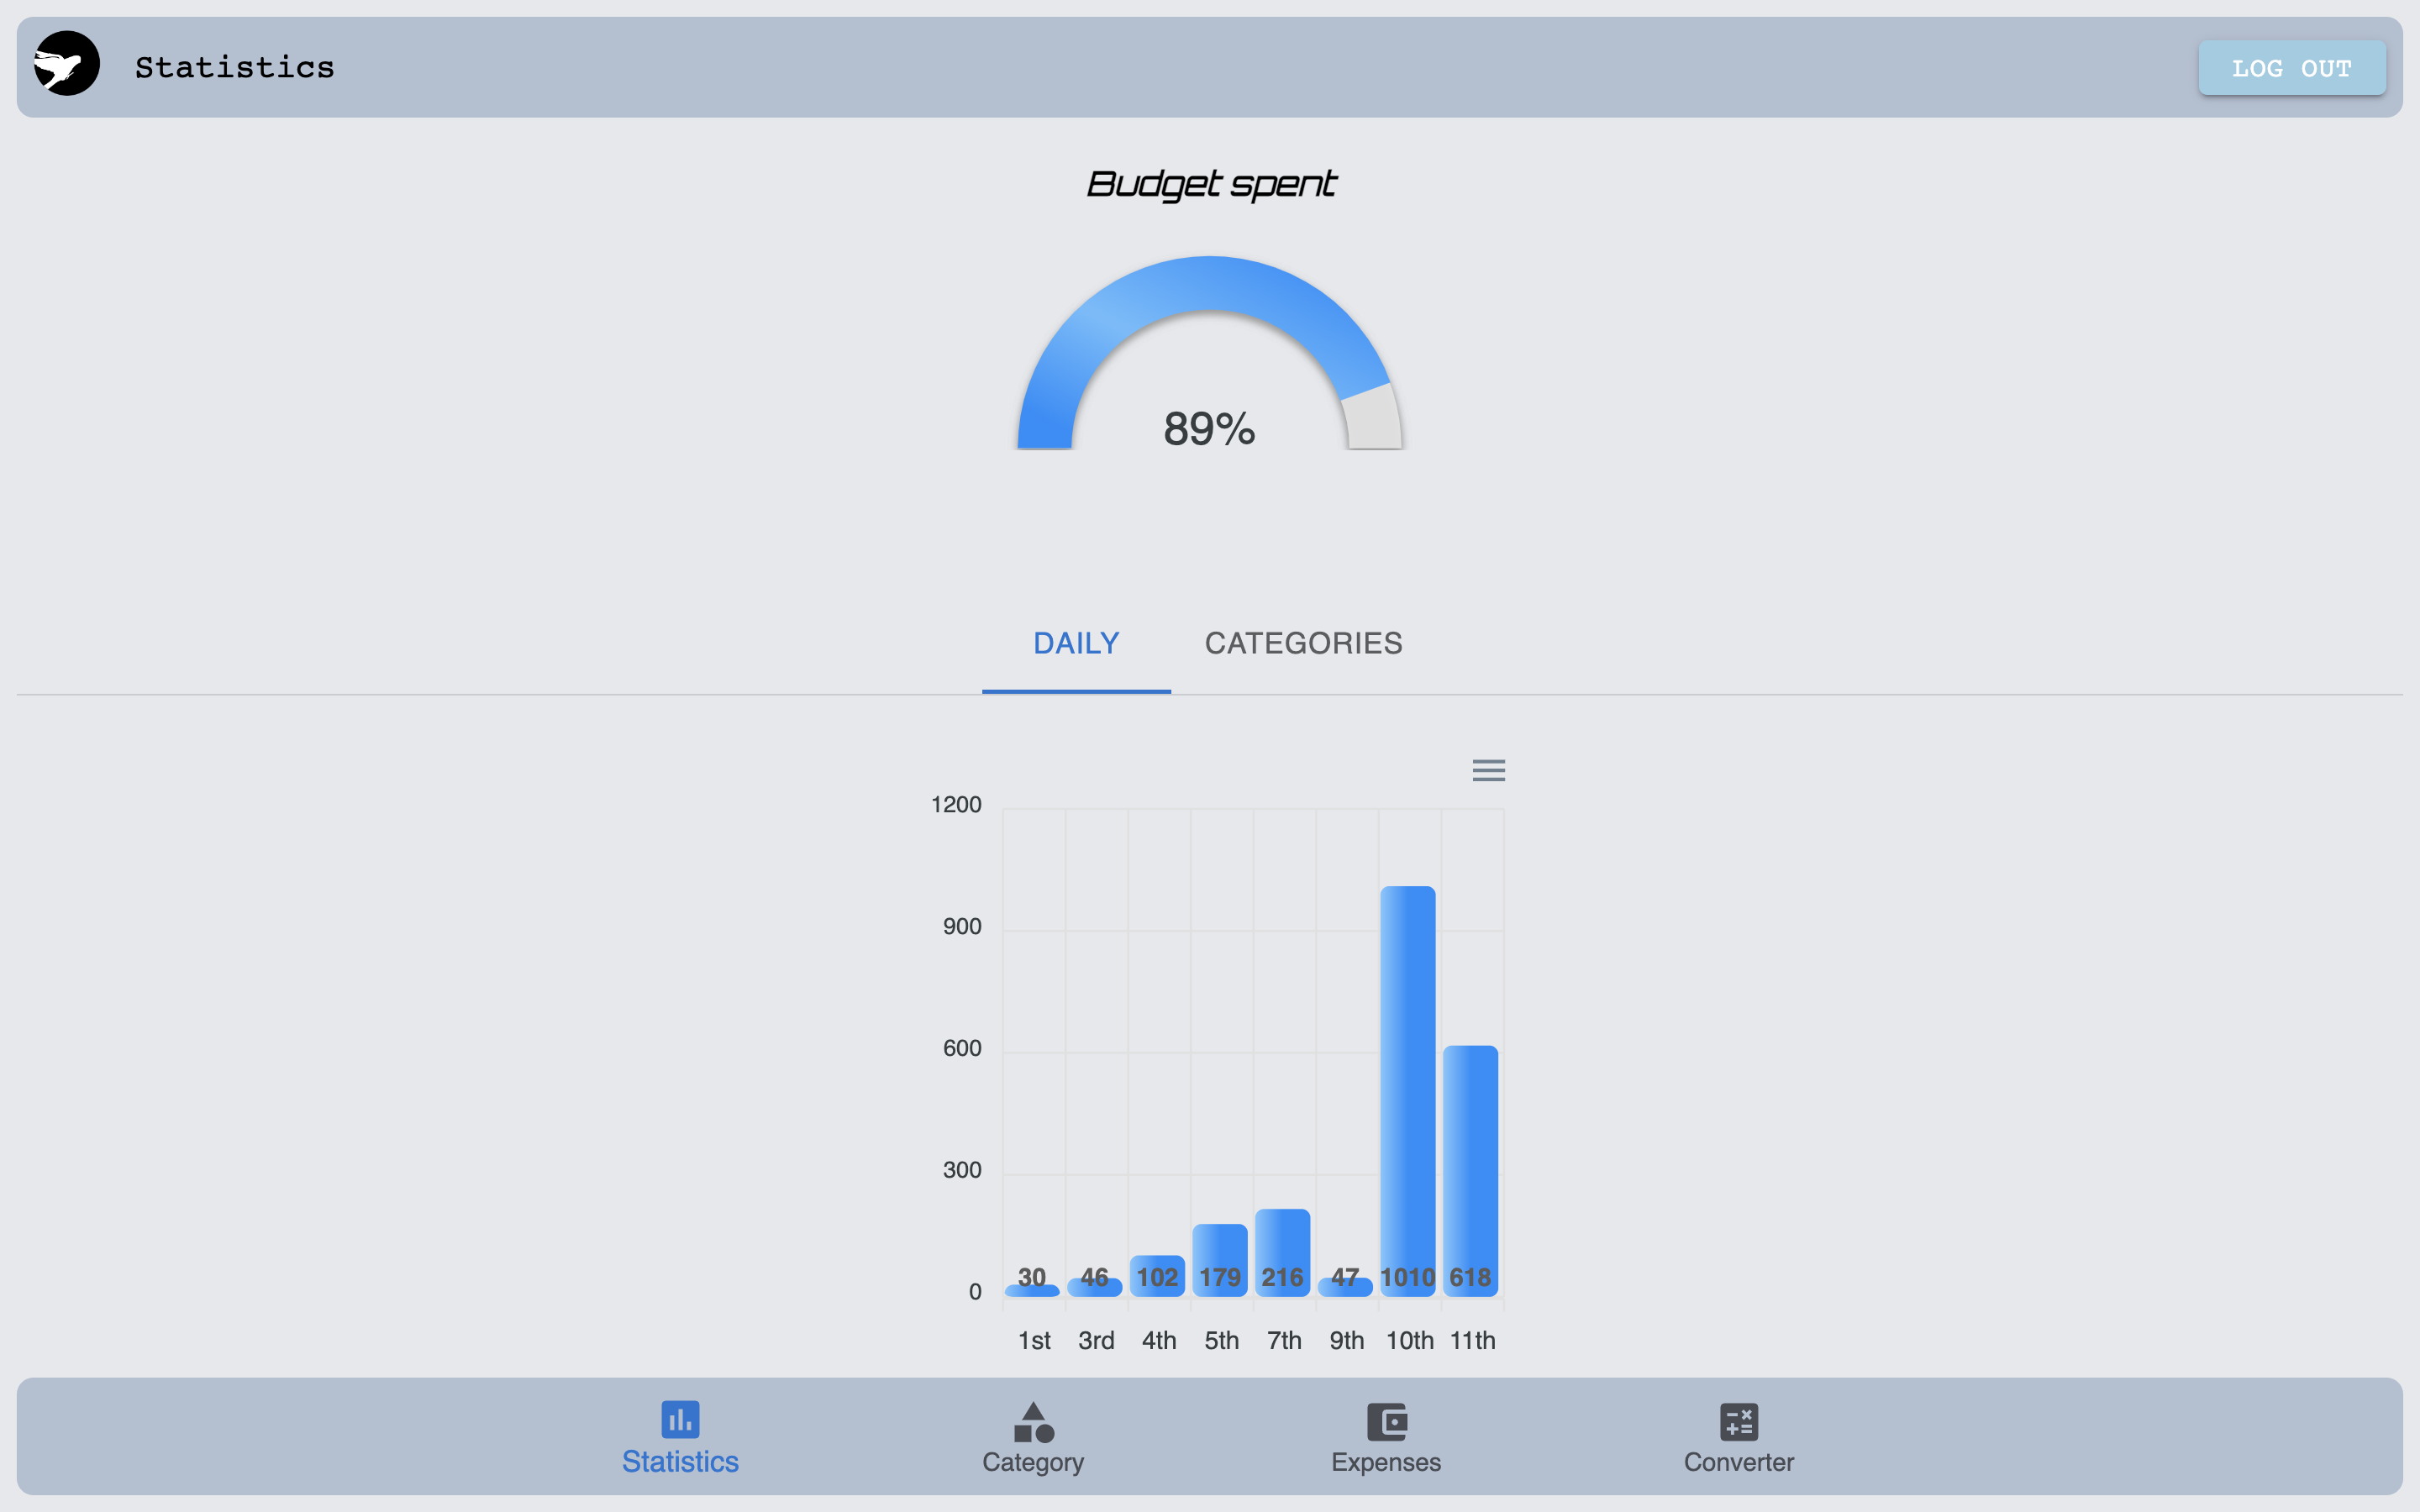 Statistics
LOG OUT
Budget spent
89%
DAILY CATEGORIES
1200
900
600
300
0
30 46 102 179 216 47 1010 618
1st 3rd 4th 5th 7th 9th 10th 11th
Statistics Category Expenses Converter